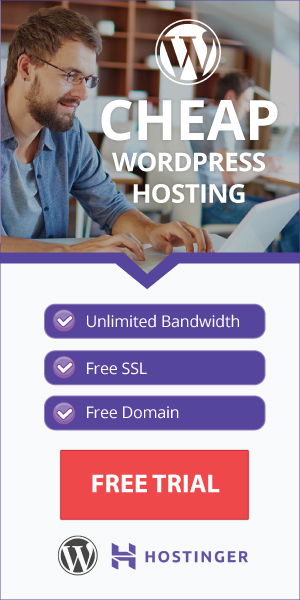 CHEAP
WORDPRESS
HOSTING
Unlimited Bandwidth
Free SSL
Free Domain
FREE TRIAL
HOSTINGER